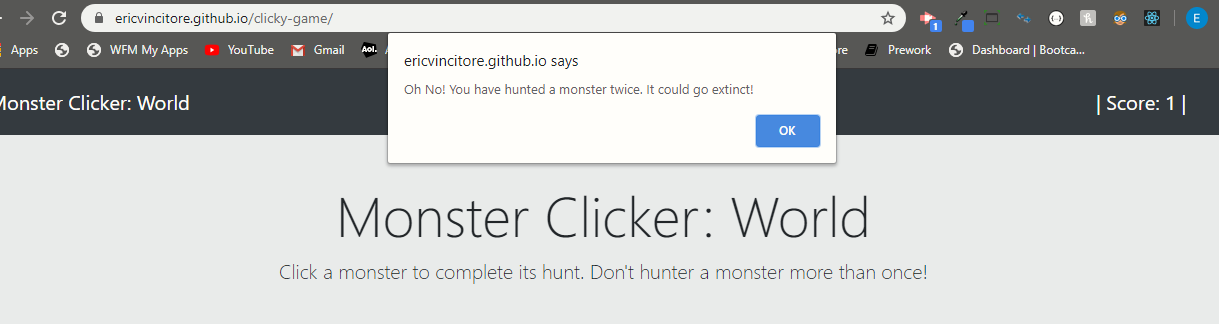 ericvincitore.github.io/clicky-game/
1
E
Apps
WFM My Apps
YouTube
Gmail
Aol.
Prework
Dashboard | Bootca...
ericvincitore.github.io says
Oh No! You have hunted a monster twice. It could go extinct!
OK
Monster Clicker: World
| Score: 1 |
Monster Clicker: World
Click a monster to complete its hunt. Don't hunter a monster more than once!